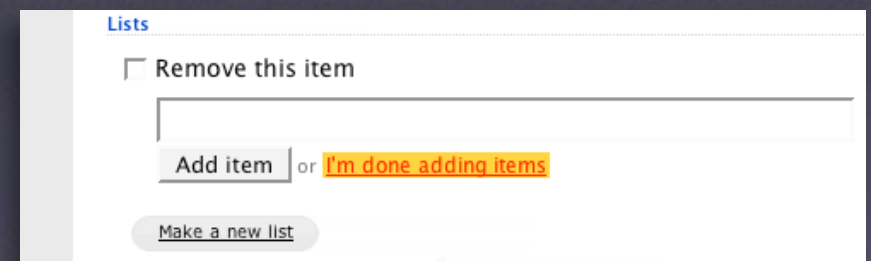 Lists
Remove this item
Add item or I'm done adding items
Make a new list